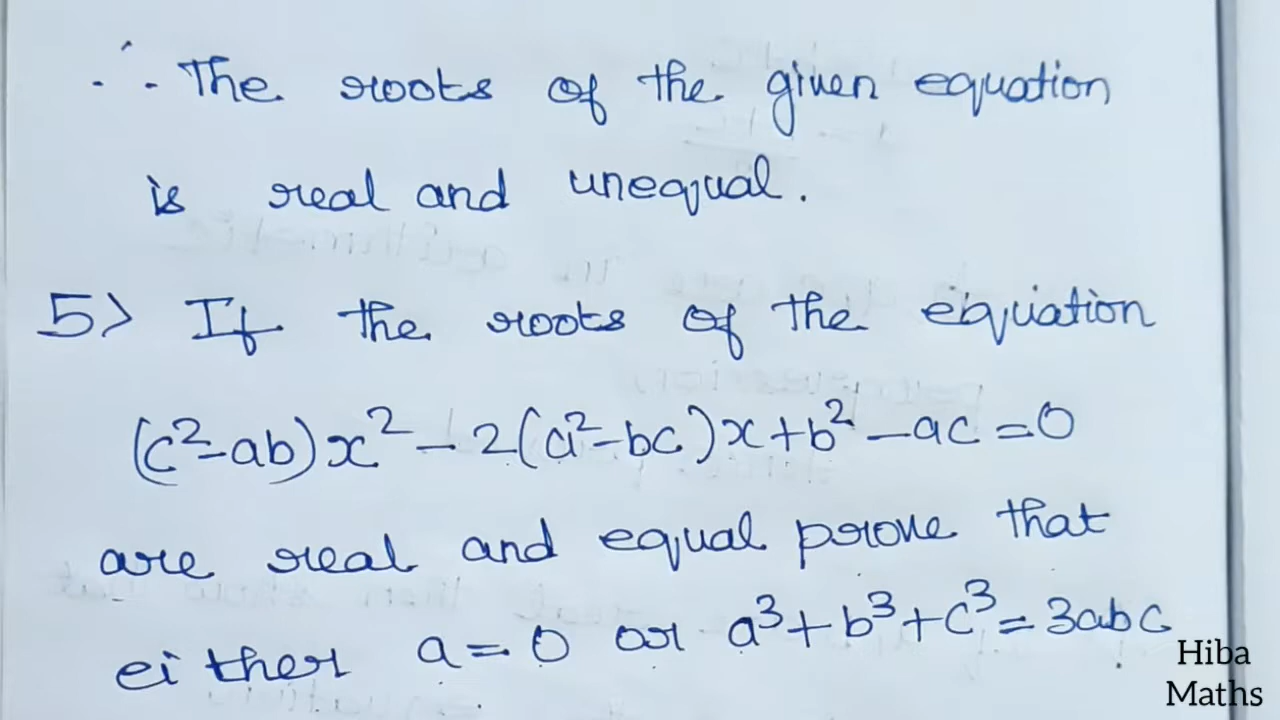 ∴ The roots of the given equation
is real and unequal.
5> If the roots of the equation
(c²-ab)x² - 2(a²-bc)x + b² - ac = 0
are real and equal prove that
either a = 0 or a³ + b³ + c³ = 3abc
Hiba
Maths